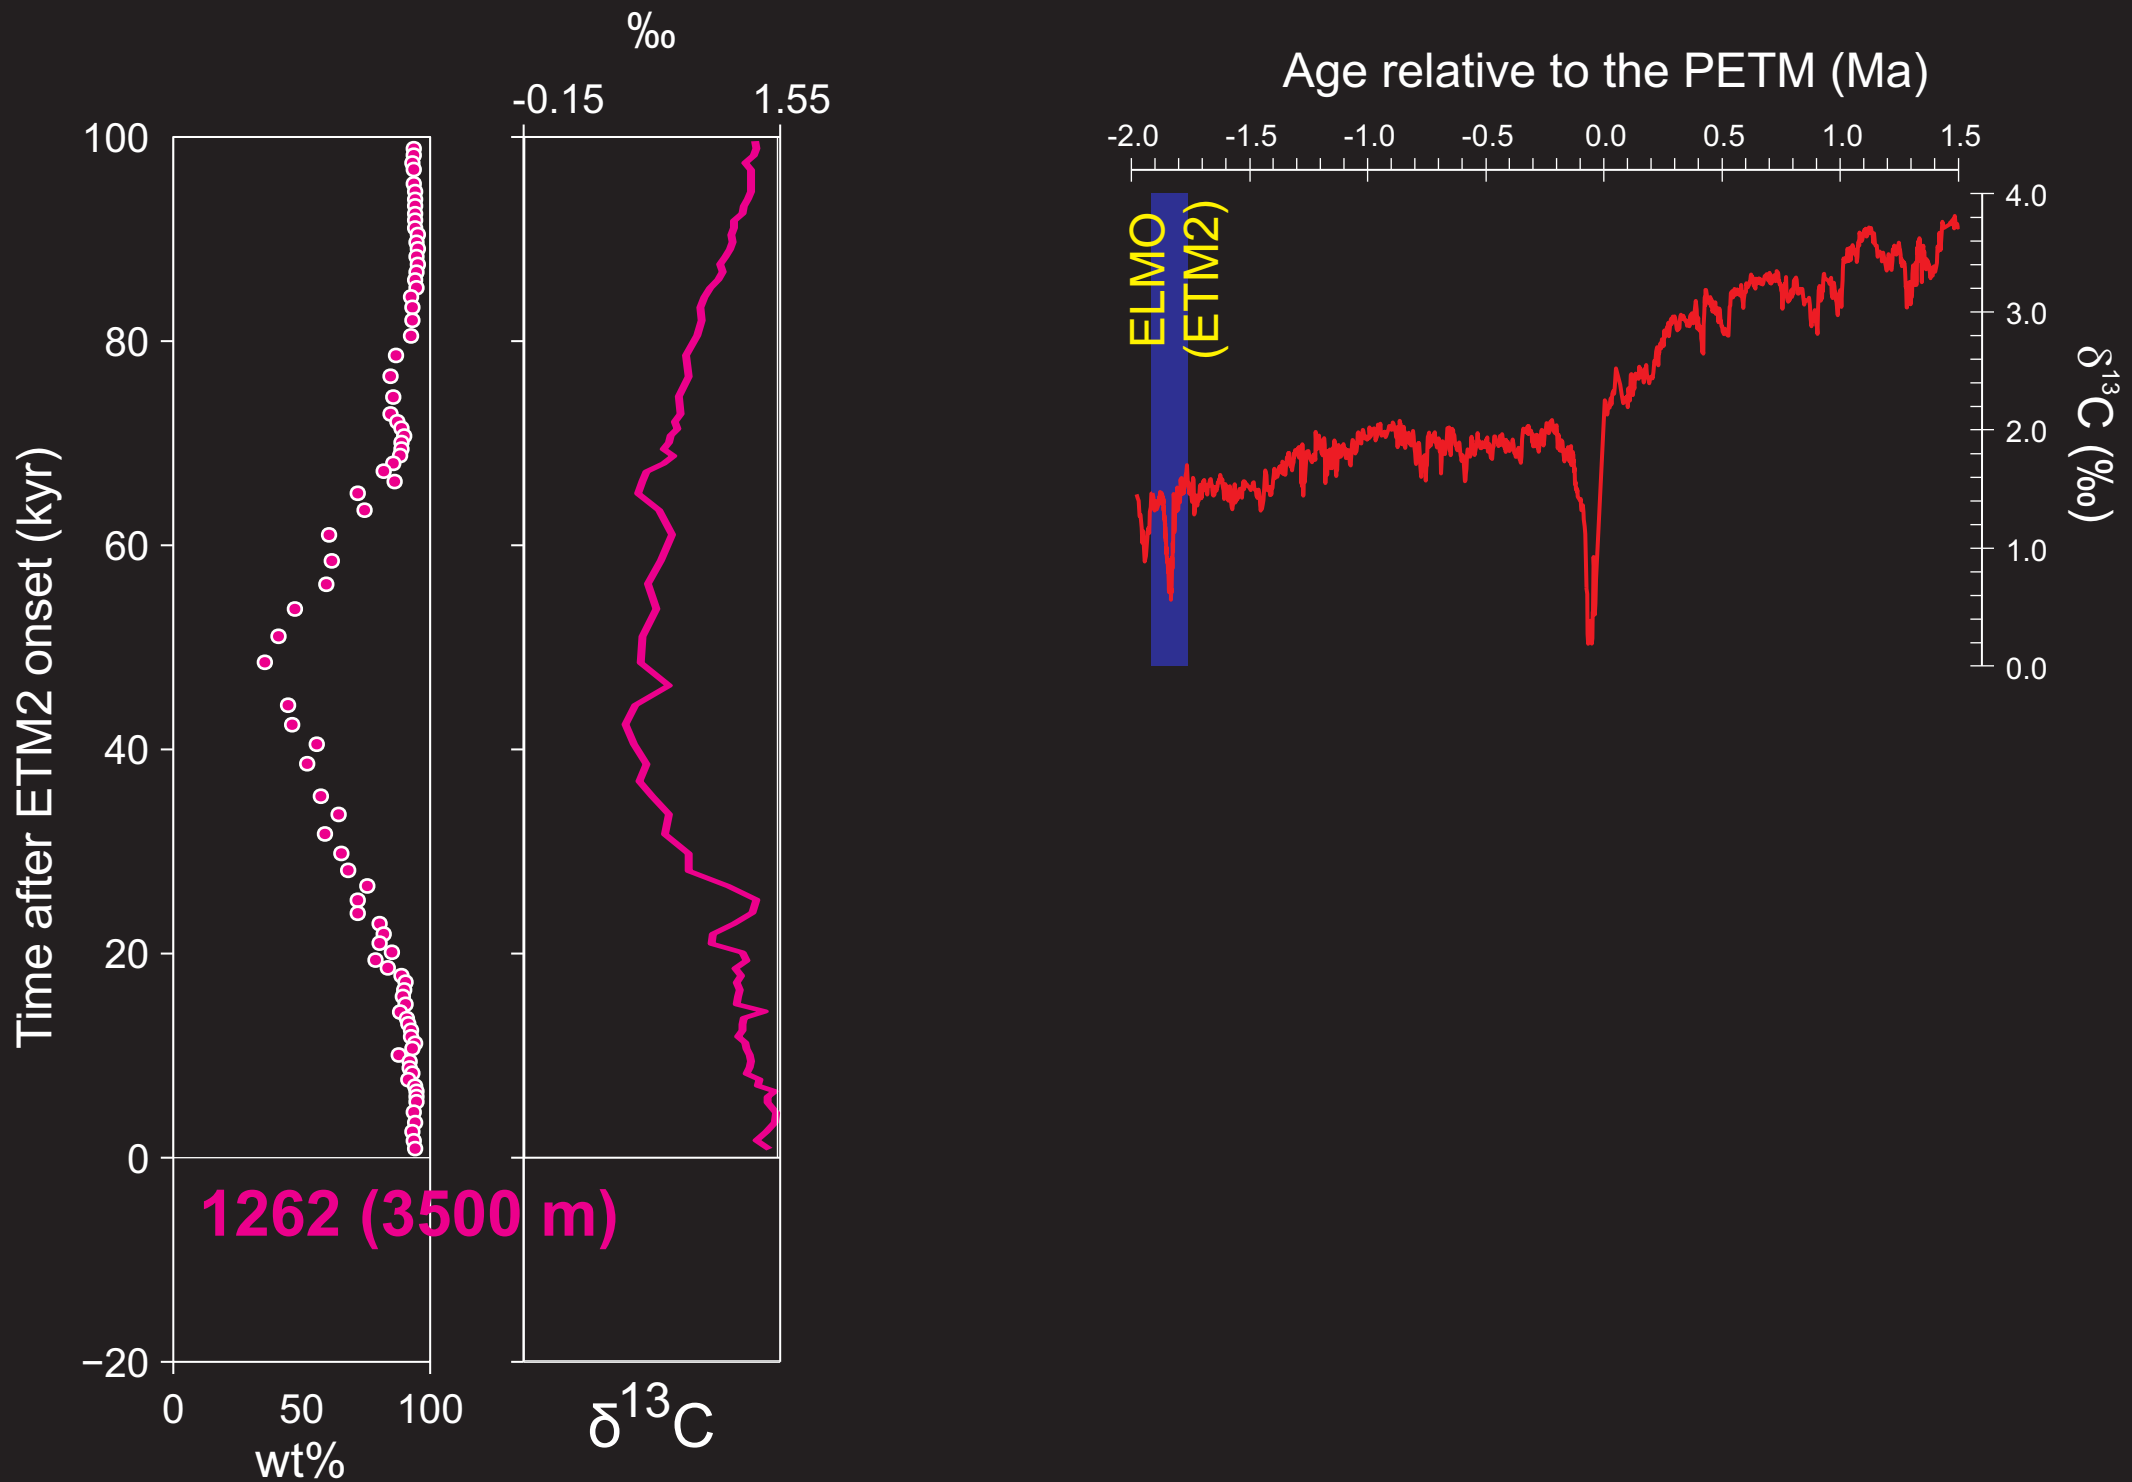 ‰
-0.15 1.55
100
80
60
40
20
0
−20
Time after ETM2 onset (kyr)
1262 (3500 m)
0 50 100
wt%
δ13C
Age relative to the PETM (Ma)
-2.0 -1.5 -1.0 -0.5 0.0 0.5 1.0 1.5
ELMO
(ETM2)
4.0
3.0
2.0
1.0
0.0
δ13C (‰)